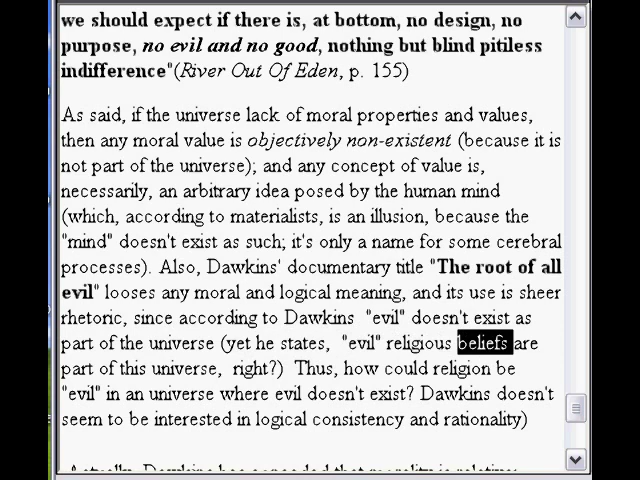 we should expect if there is, at bottom, no design, no
purpose, no evil and no good, nothing but blind pitiless
indifference"(River Out Of Eden, p. 155)
As said, if the universe lack of moral properties and values,
then any moral value is objectively non-existent (because it is
not part of the universe); and any concept of value is,
necessarily, an arbitrary idea posed by the human mind
(which, according to materialists, is an illusion, because the
"mind" doesn't exist as such; it's only a name for some cerebral
processes). Also, Dawkins' documentary title "The root of all
evil" looses any moral and logical meaning, and its use is sheer
rhetoric, since according to Dawkins "evil" doesn't exist as
part of the universe (yet he states, "evil" religious beliefs are
part of this universe, right?) Thus, how could religion be
"evil" in an universe where evil doesn't exist? Dawkins doesn't
seem to be interested in logical consistency and rationality)
Actually, Dawkins has conceded that morality is relative: